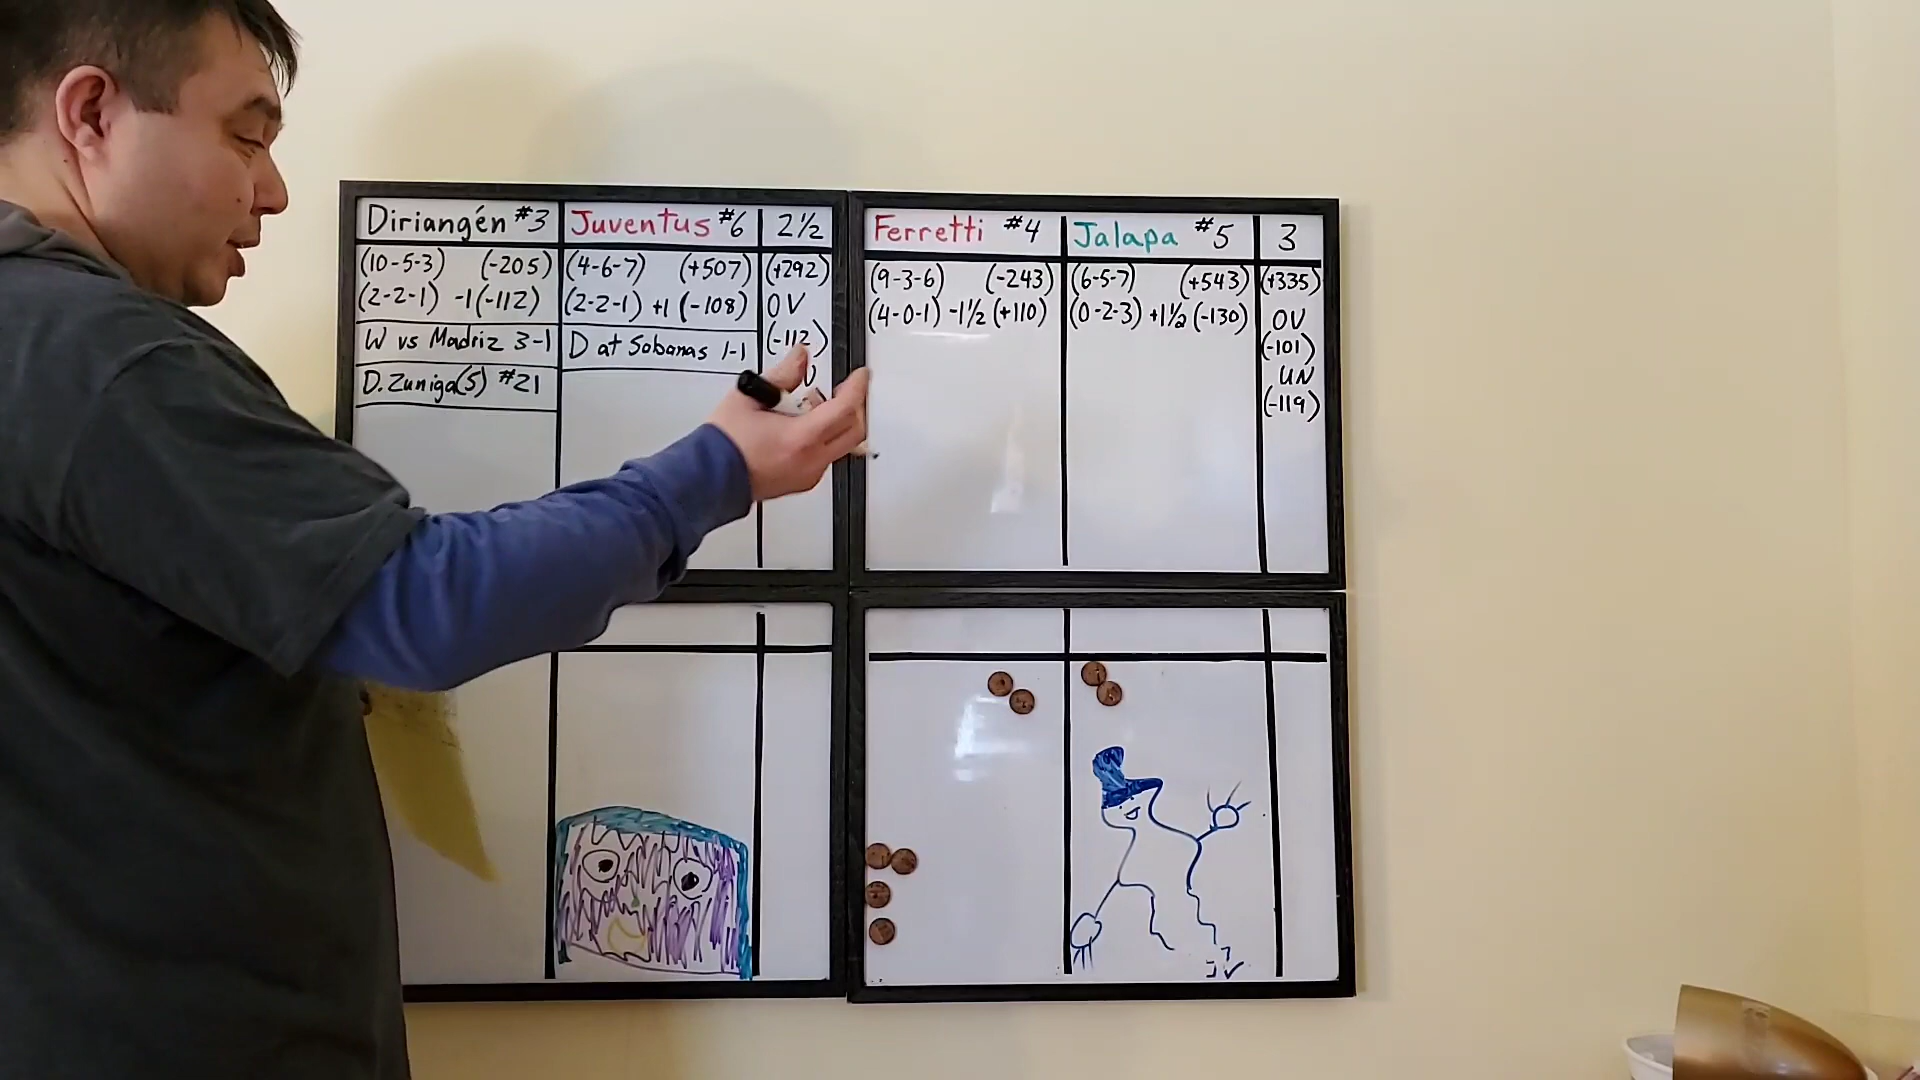 Diriangén #3
Juventus #6
2½
(10-5-3) (-205)
(4-6-7) (+507)
(+292)
(2-2-1) -1 (-112)
(2-2-1) +1 (-108)
OV
W vs Madriz 3-1
D at Sabanas 1-1
(-112)
D. Zuniga(5) #21
Ferretti #4
Jalapa #5
3
(9-3-6) (-243)
(6-5-7) (+543)
(+335)
(4-0-1) -1½ (+110)
(0-2-3) +1½ (-130)
OV
(-101)
UN
(-119)